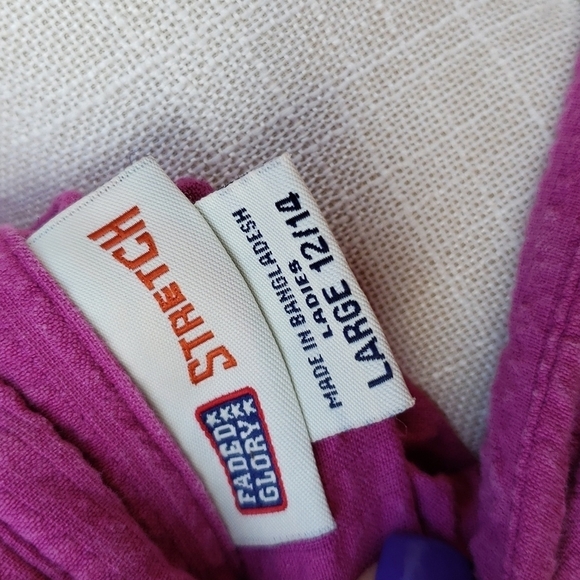 STRETCH
FADED
GLORY
LARGE 12/14
LADIES
MADE IN BANGLADESH